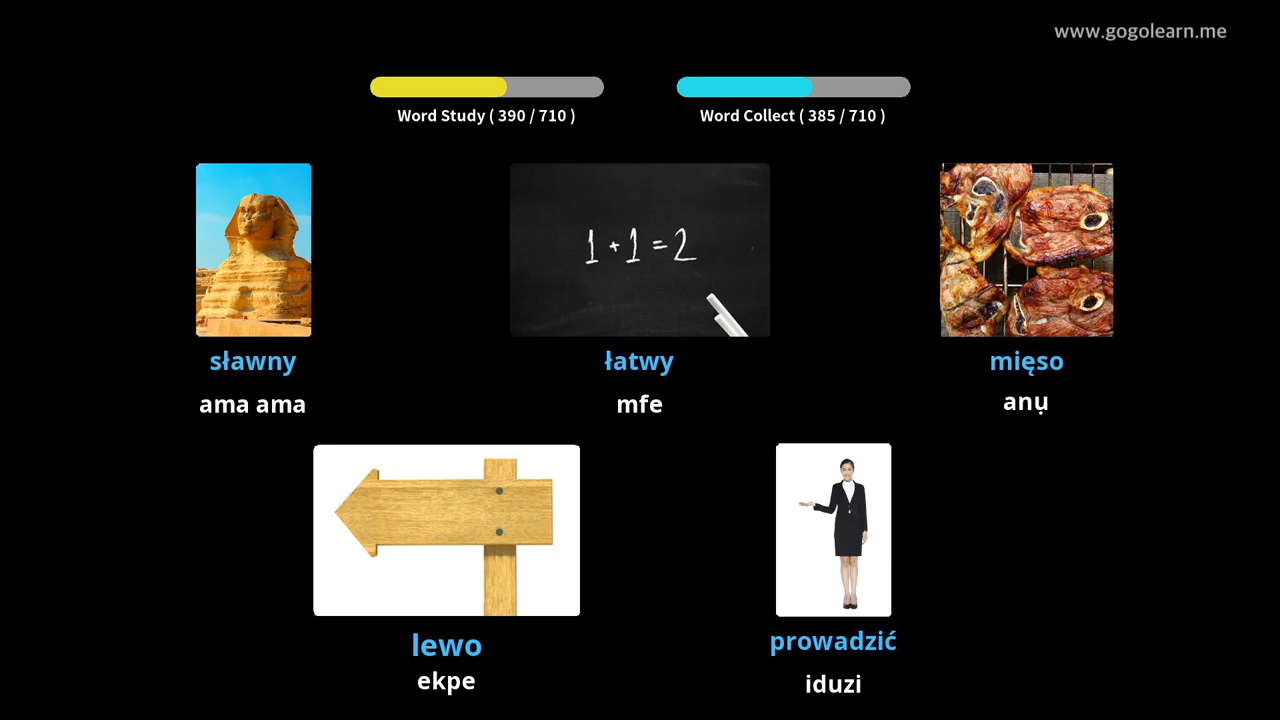 www.gogolearn.me
Word Study ( 390 / 710 )
Word Collect ( 385 / 710 )
1 + 1 = 2
sławny
łatwy
mięso
ama ama
mfe
anụ
lewo
prowadzić
ekpe
iduzi